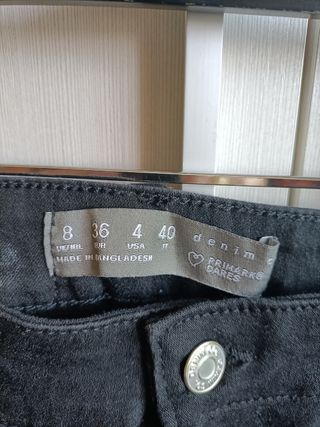 8 36 4 40
UK/IRL EUR USA IT
MADE IN BANGLADESH
denim
PRIMARK
CARES